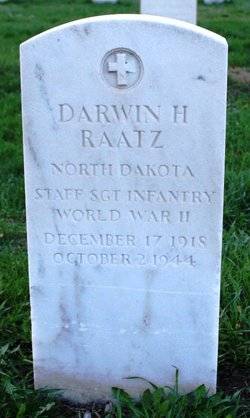 DARWIN H
RAATZ
NORTH DAKOTA
STAFF SGT INFANTRY
WORLD WAR II
DECEMBER 17 1918
OCTOBER 2 1944